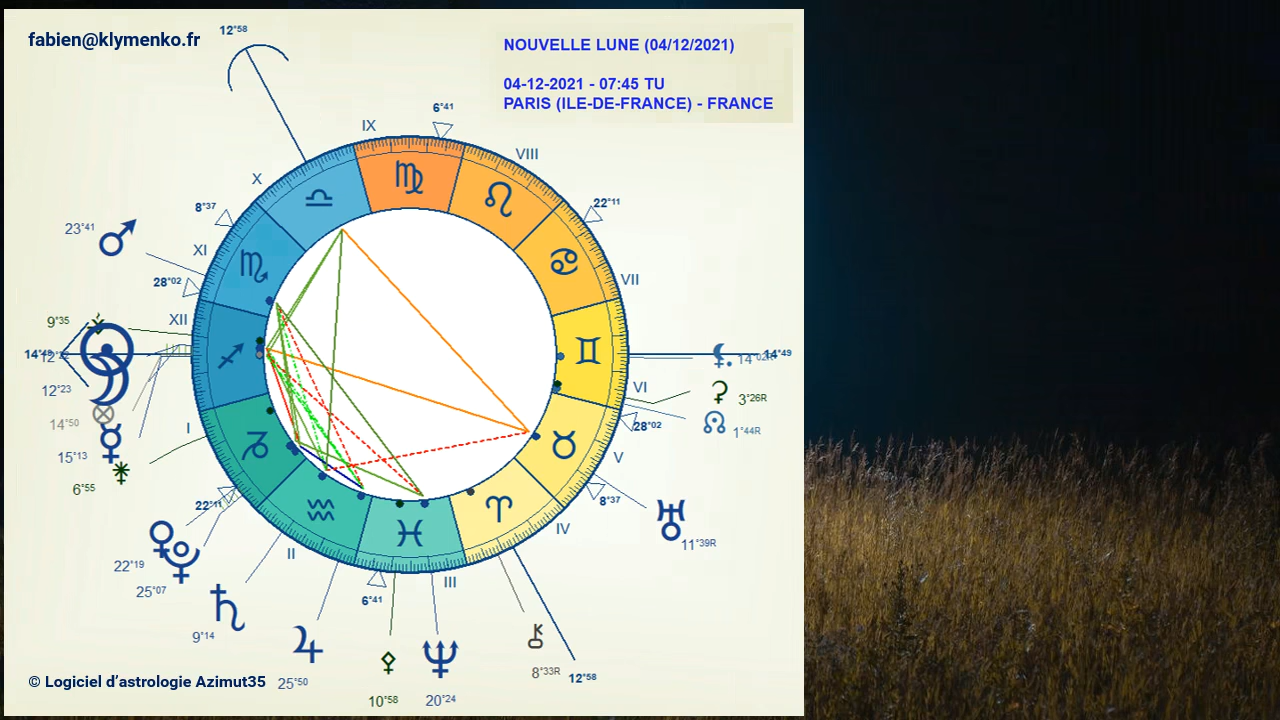 12°58
fabien@klymenko.fr
NOUVELLE LUNE (04/12/2021)
04-12-2021 - 07:45 TU
PARIS (ILE-DE-FRANCE) - FRANCE
6°41
IX
VIII
X
22°11
8°37
23°41
XI
VII
28°02
9°35
XII
14°49
14°49
12°23
VI
3°26R
14°50
I
28°02
1°44R
15°13
V
6°55
22°11
8°37
IV
11°39R
II
22°19
III
25°07
6°41
9°14
8°33R
12°58
© Logiciel d'astrologie Azimut35
25°50
10°58
20°24